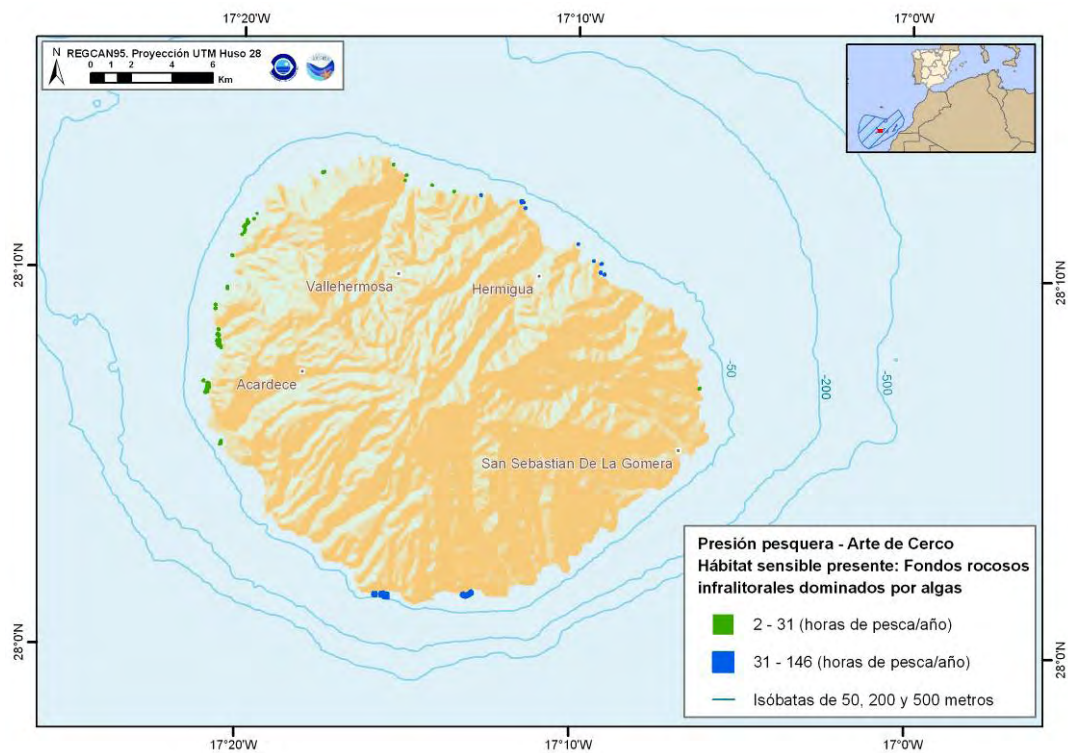 17°20'W 17°10'W 17°0'W
N REGCAN95. Proyección UTM Huso 28
0 1 2 4 6
Km
28°10'N 28°10'N
Vallehermosa
Hermigua
Acardece
-50
-200
-500
San Sebastian De La Gomera
Presión pesquera - Arte de Cerco
Hábitat sensible presente: Fondos rocosos
infralitorales dominados por algas
2 - 31 (horas de pesca/año)
31 - 146 (horas de pesca/año)
Isóbatas de 50, 200 y 500 metros
28°0'N 28°0'N
17°20'W 17°10'W 17°0'W